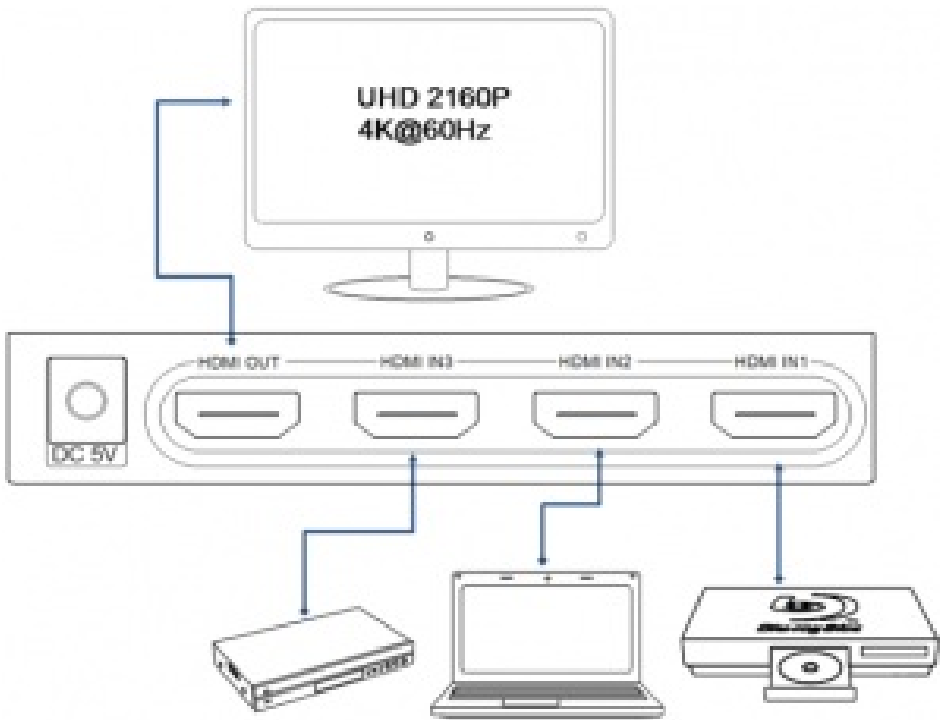 UHD 2160P
4K@60Hz
HDMI OUT
HDMI IN3
HDMI IN2
HDMI IN1
DC 5V